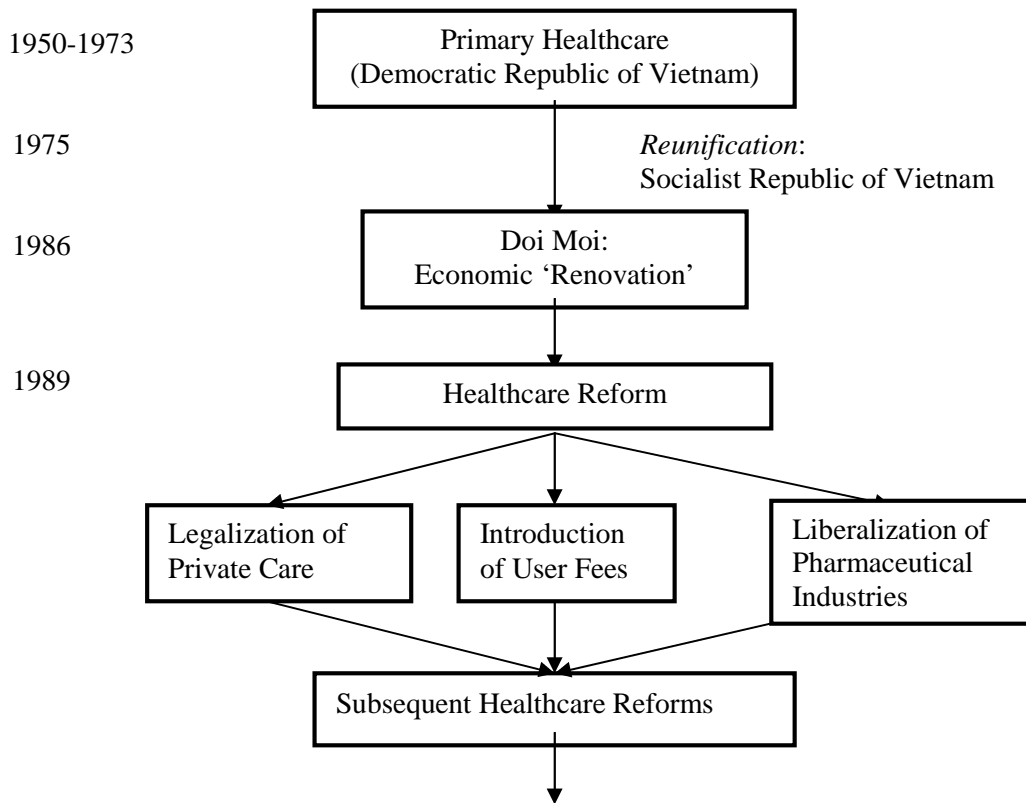 1950-1973
Primary Healthcare
(Democratic Republic of Vietnam)
1975
Reunification:
Socialist Republic of Vietnam
1986
Doi Moi:
Economic ‘Renovation’
1989
Healthcare Reform
Legalization of
Private Care
Introduction
of User Fees
Liberalization of
Pharmaceutical
Industries
Subsequent Healthcare Reforms